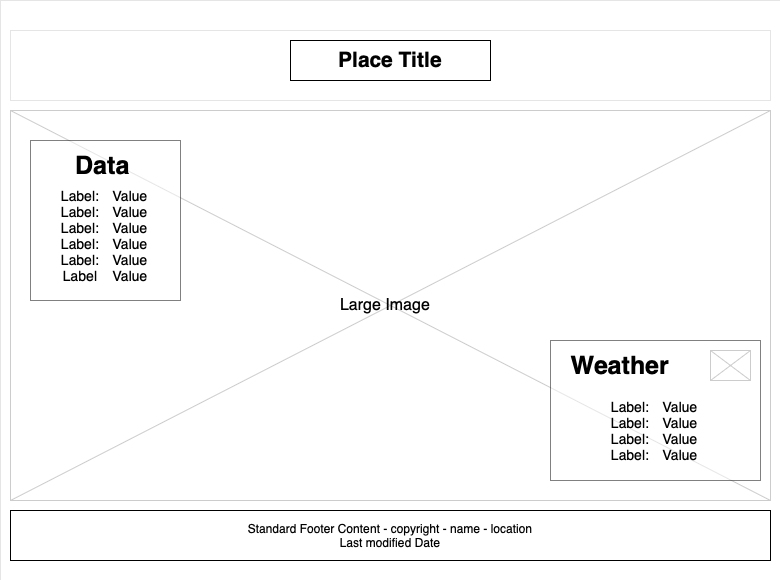 Place Title
Data
Label: Value
Label: Value
Label: Value
Label: Value
Label: Value
Label Value
Large Image
Weather
Label: Value
Label: Value
Label: Value
Label: Value
Standard Footer Content - copyright - name - location
Last modified Date